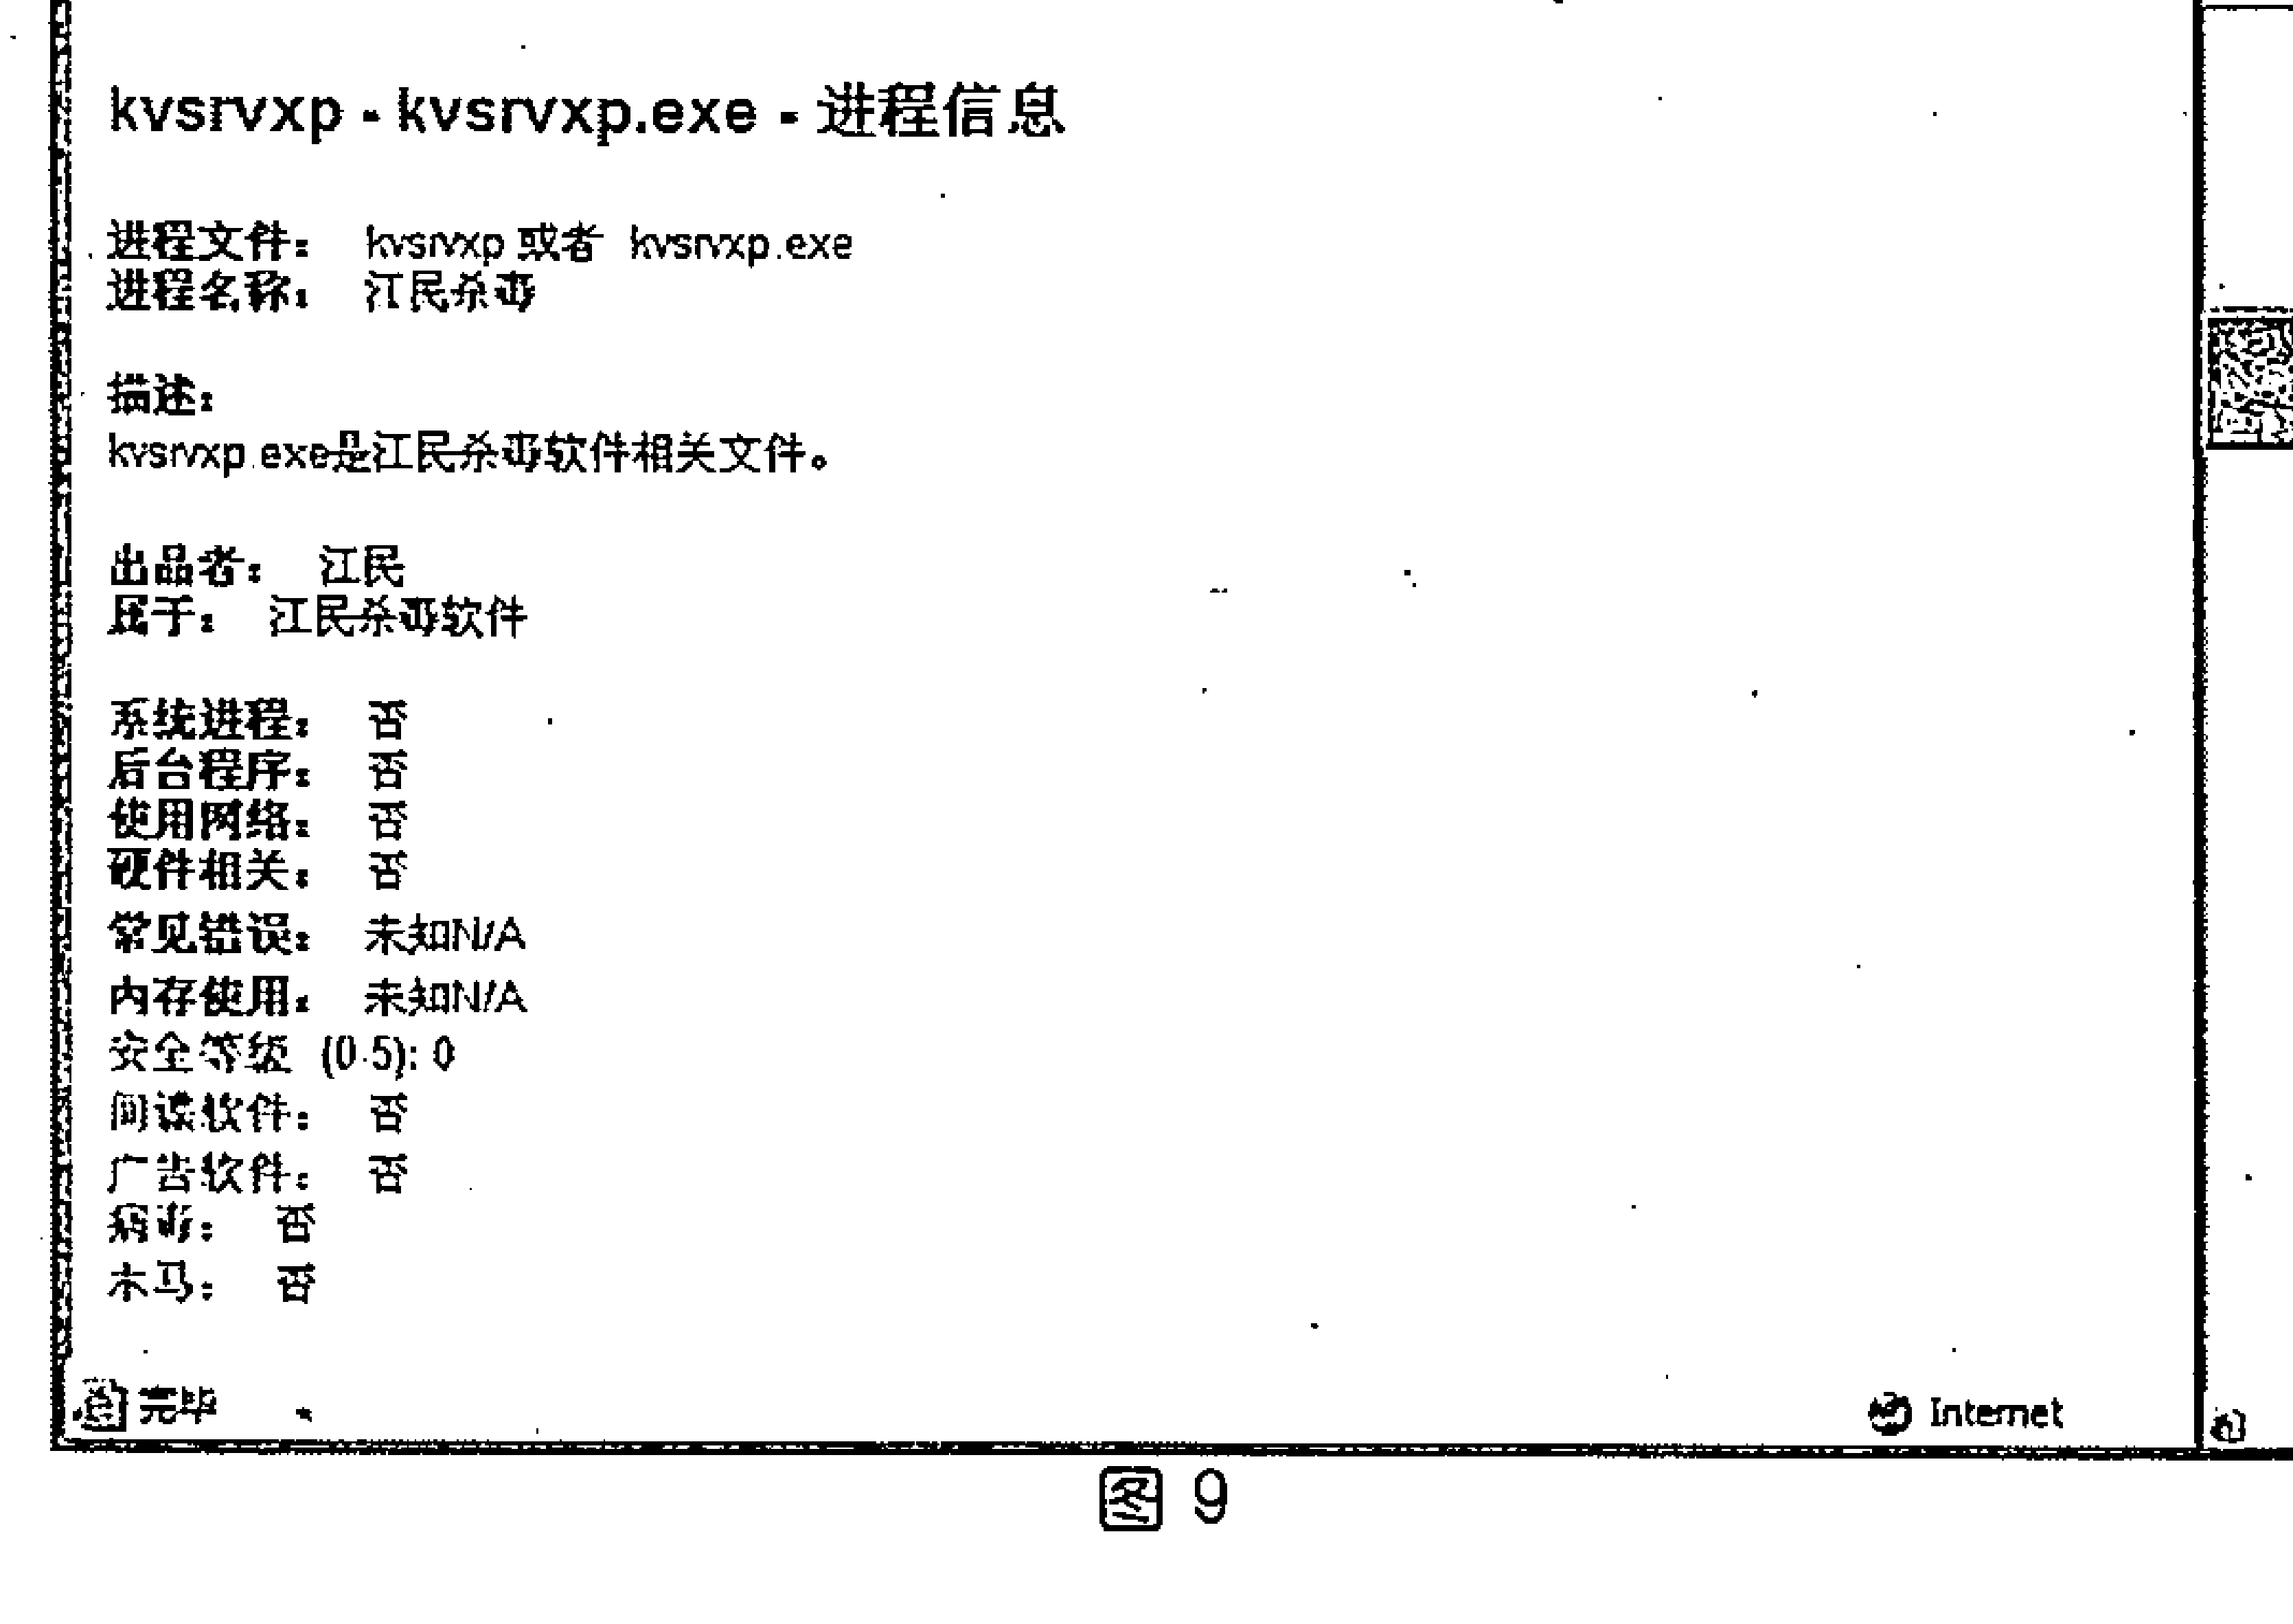 kvsrvxp - kvsrvxp.exe - 进程信息
进程文件： kvsrvxp 或者 kvsrvxp.exe
进程名称： 江民杀毒
描述：
kvsrvxp.exe是江民杀毒软件相关文件。
出品者： 江民
属于： 江民杀毒软件
系统进程： 否
后台程序： 否
使用网络： 否
硬件相关： 否
常见错误： 未知N/A
内存使用： 未知N/A
安全等级 (0-5): 0
间谍软件： 否
广告软件： 否
病毒： 否
木马： 否
完毕
Internet
图 9